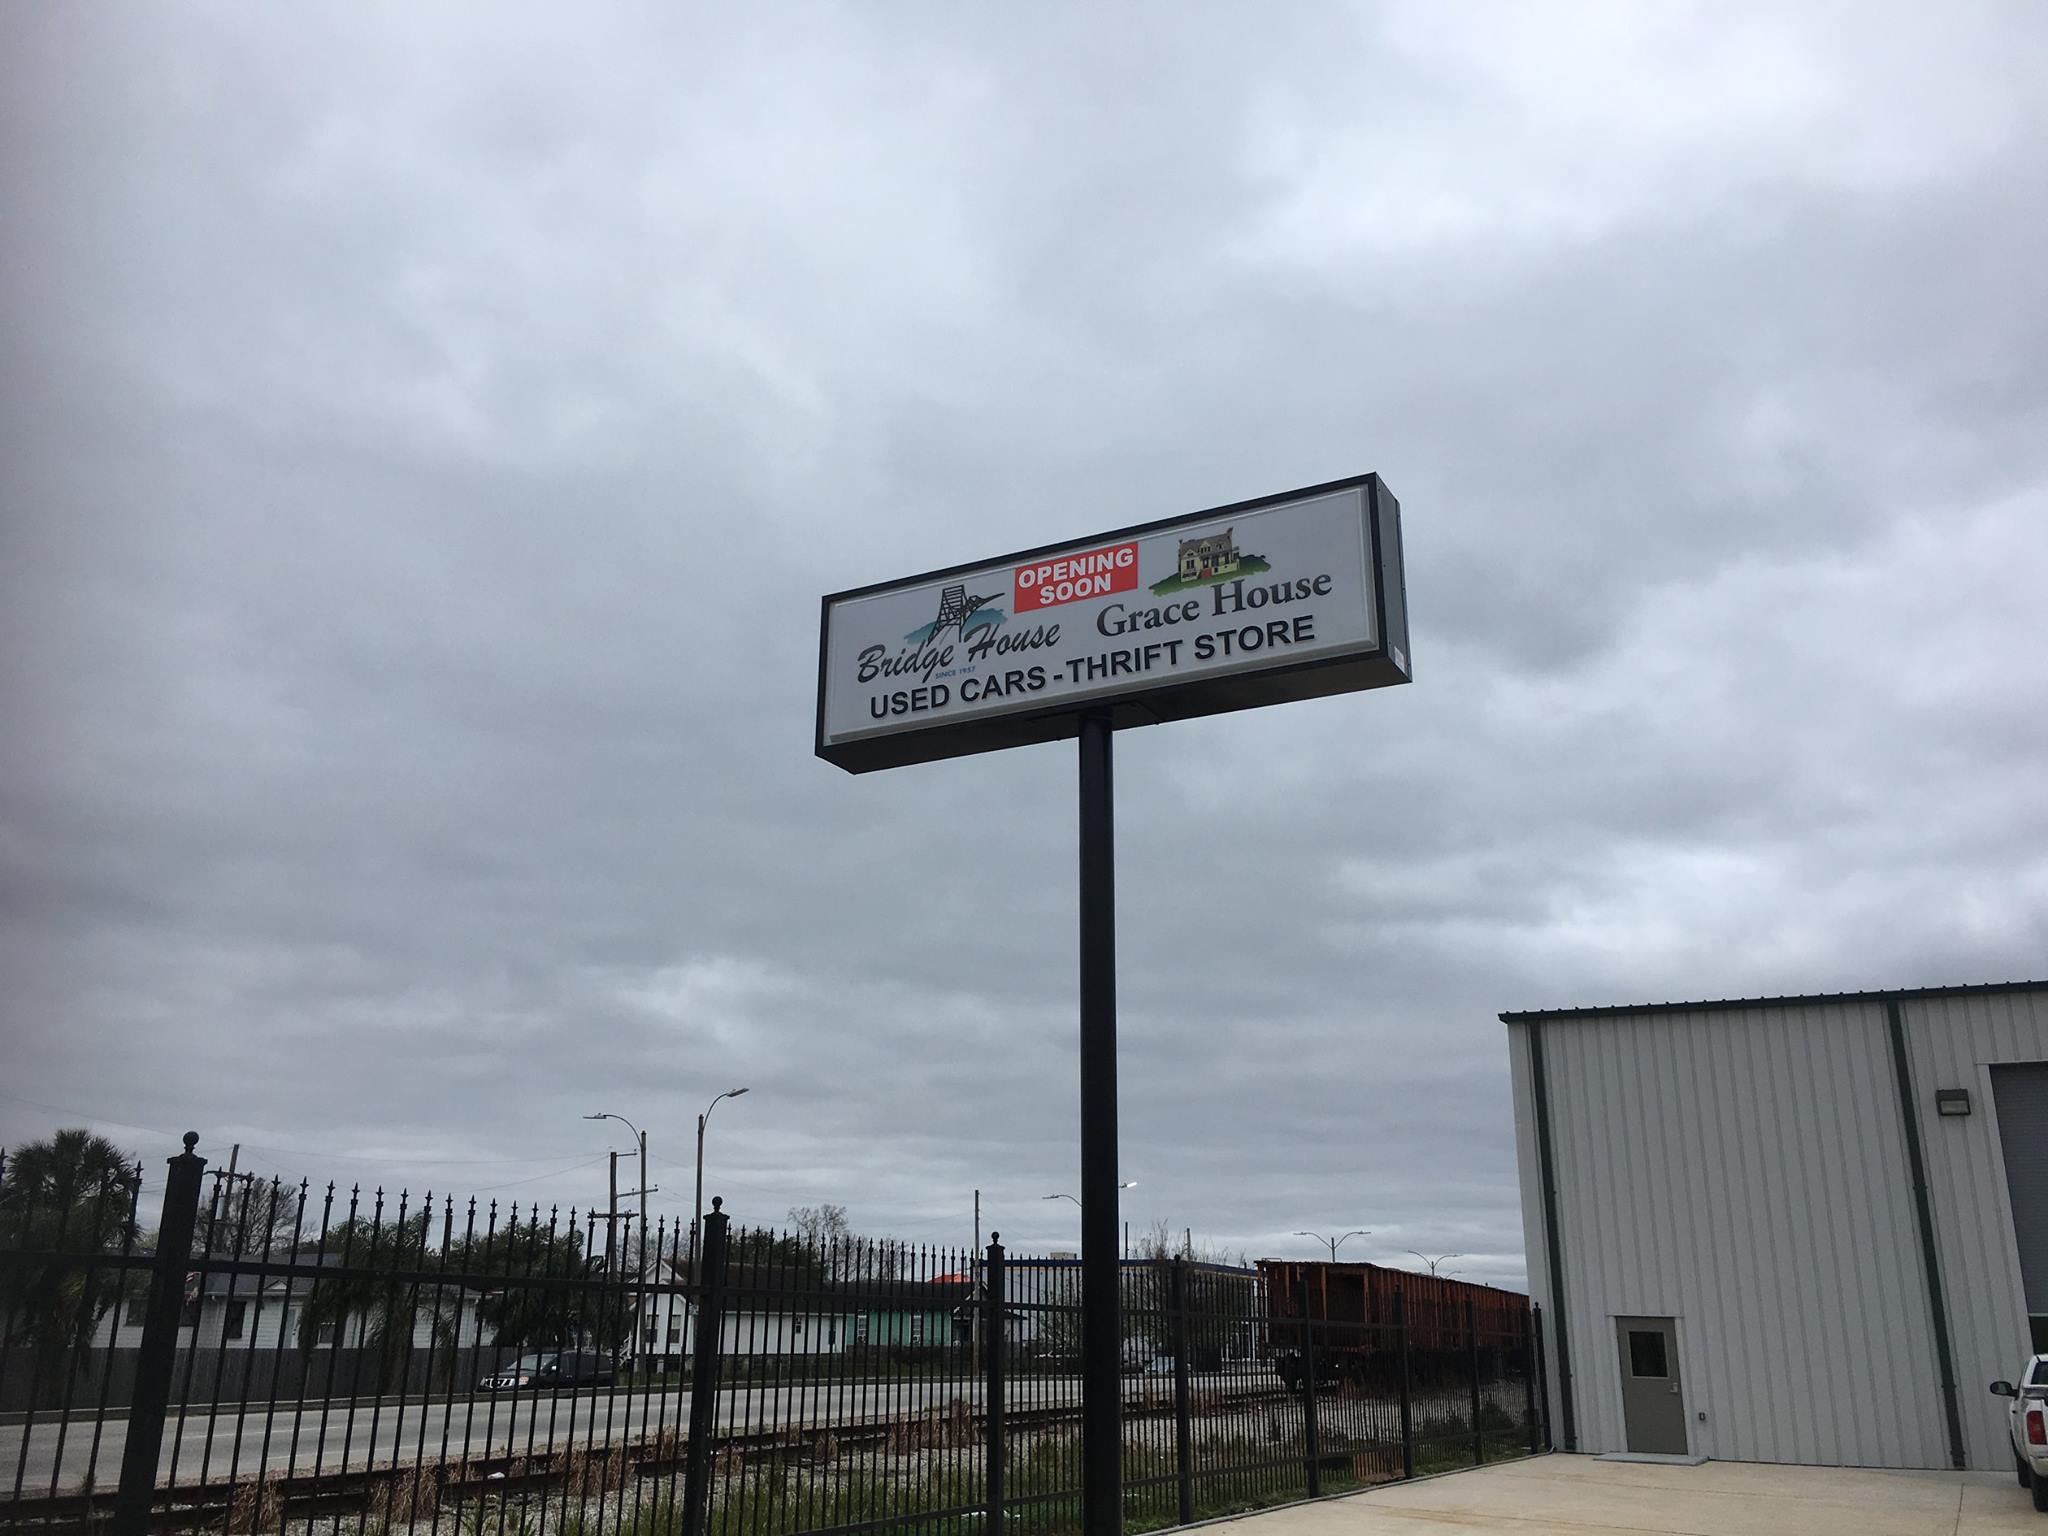 OPENING
SOON
Bridge House
SINCE 1957
Grace House
USED CARS - THRIFT STORE